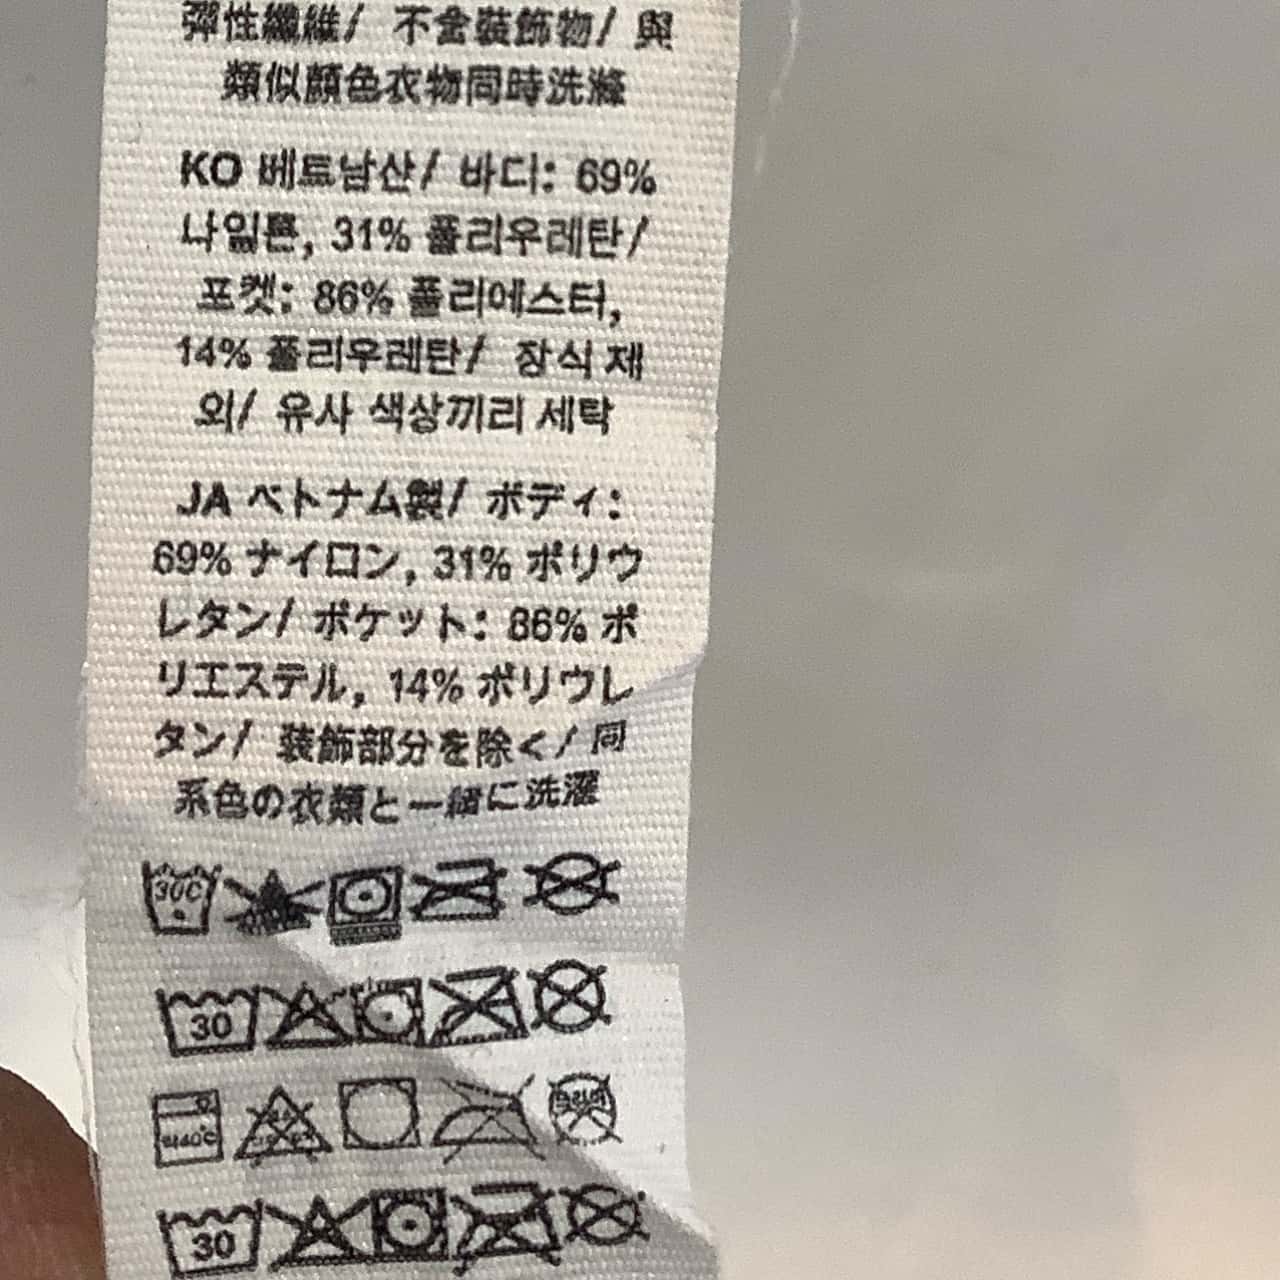 彈性纖維/ 不含裝飾物/ 與
類似顏色衣物同時洗滌
KO 베트남산/ 바디: 69%
나일론, 31% 폴리우레탄/
포켓: 86% 폴리에스터,
14% 폴리우레탄/ 장식 제
외/ 유사 색상끼리 세탁
JA ベトナム製/ ボディ:
69% ナイロン, 31% ポリウ
レタン/ ポケット: 86% ポ
リエステル, 14% ポリウレ
タン/ 装飾部分を除く/ 同
系色の衣類と一緒に洗濯
30C
30
약40℃
30